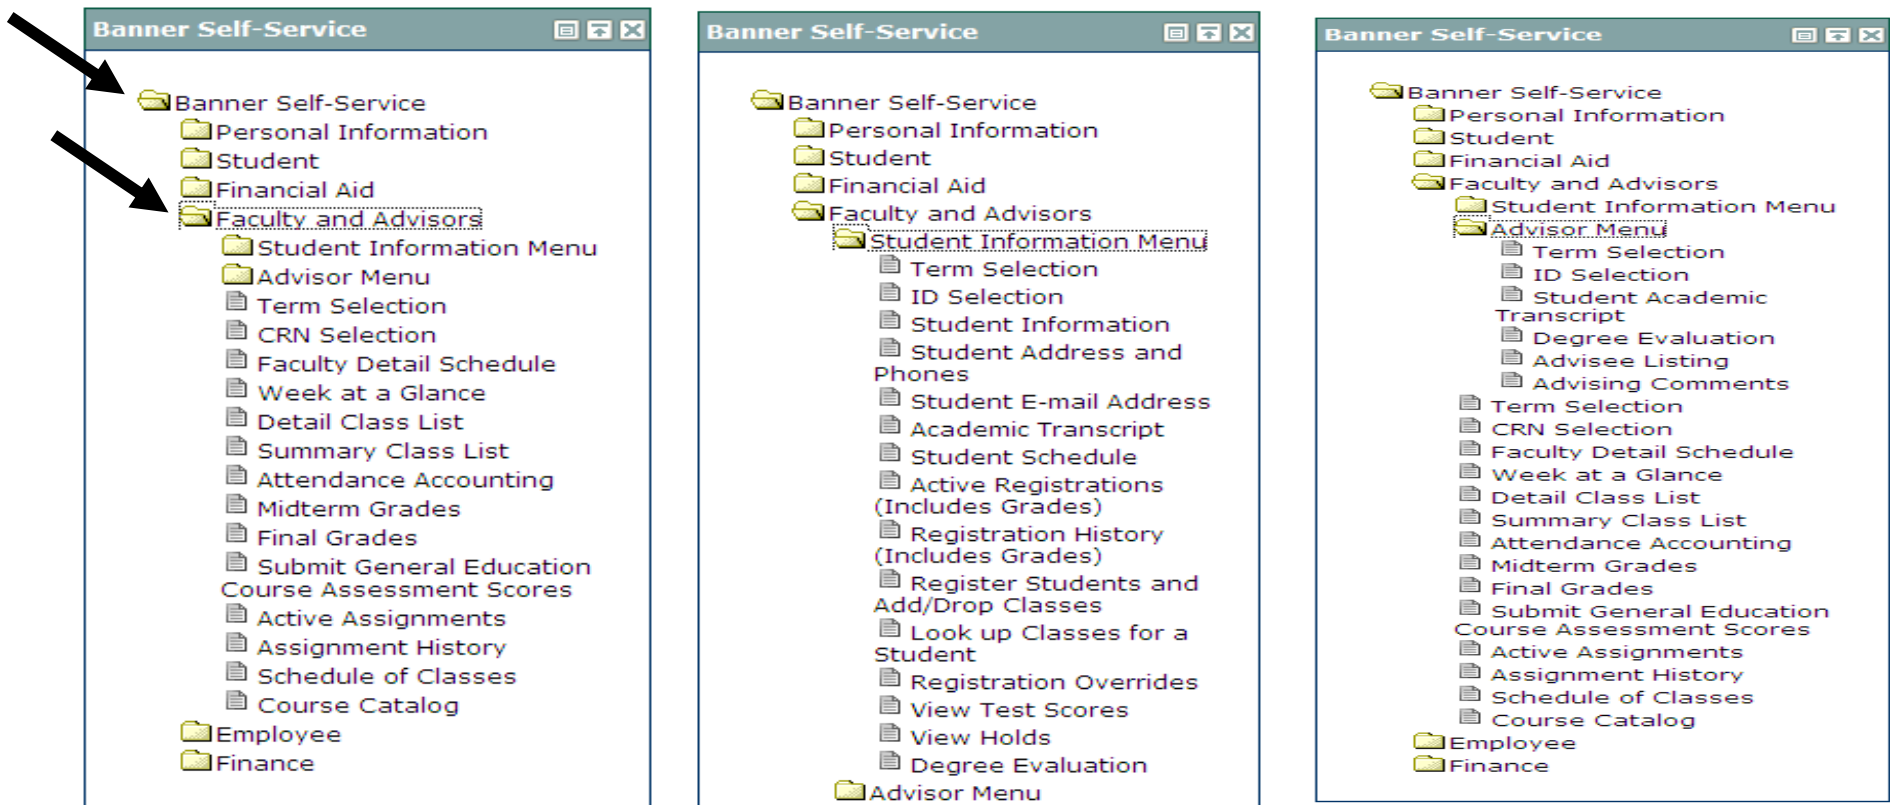 Banner Self-Service
Banner Self-Service
Personal Information
Student
Financial Aid
Faculty and Advisors
Student Information Menu
Advisor Menu
Term Selection
CRN Selection
Faculty Detail Schedule
Week at a Glance
Detail Class List
Summary Class List
Attendance Accounting
Midterm Grades
Final Grades
Submit General Education
Course Assessment Scores
Active Assignments
Assignment History
Schedule of Classes
Course Catalog
Employee
Finance
Banner Self-Service
Banner Self-Service
Personal Information
Student
Financial Aid
Faculty and Advisors
Student Information Menu
Term Selection
ID Selection
Student Information
Student Address and
Phones
Student E-mail Address
Academic Transcript
Student Schedule
Active Registrations
(Includes Grades)
Registration History
(Includes Grades)
Register Students and
Add/Drop Classes
Look up Classes for a
Student
Registration Overrides
View Test Scores
View Holds
Degree Evaluation
Advisor Menu
Banner Self-Service
Banner Self-Service
Personal Information
Student
Financial Aid
Faculty and Advisors
Student Information Menu
Advisor Menu
Term Selection
ID Selection
Student Academic
Transcript
Degree Evaluation
Advisee Listing
Advising Comments
Term Selection
CRN Selection
Faculty Detail Schedule
Week at a Glance
Detail Class List
Summary Class List
Attendance Accounting
Midterm Grades
Final Grades
Submit General Education
Course Assessment Scores
Active Assignments
Assignment History
Schedule of Classes
Course Catalog
Employee
Finance